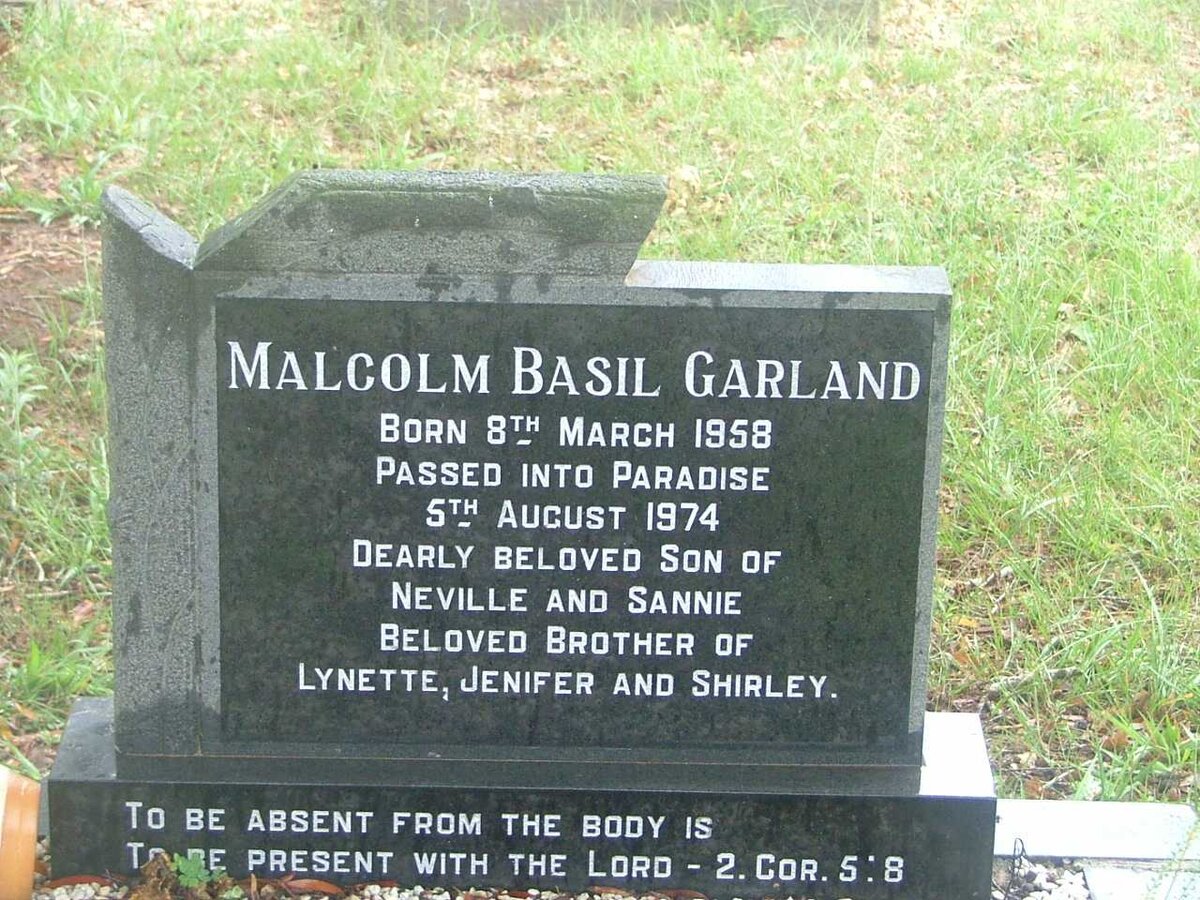 MALCOLM BASIL GARLAND
BORN 8TH MARCH 1958
PASSED INTO PARADISE
5TH AUGUST 1974
DEARLY BELOVED SON OF
NEVILLE AND SANNIE
BELOVED BROTHER OF
LYNETTE, JENIFER AND SHIRLEY.
TO BE ABSENT FROM THE BODY IS
TO BE PRESENT WITH THE LORD – 2. COR. 5:8